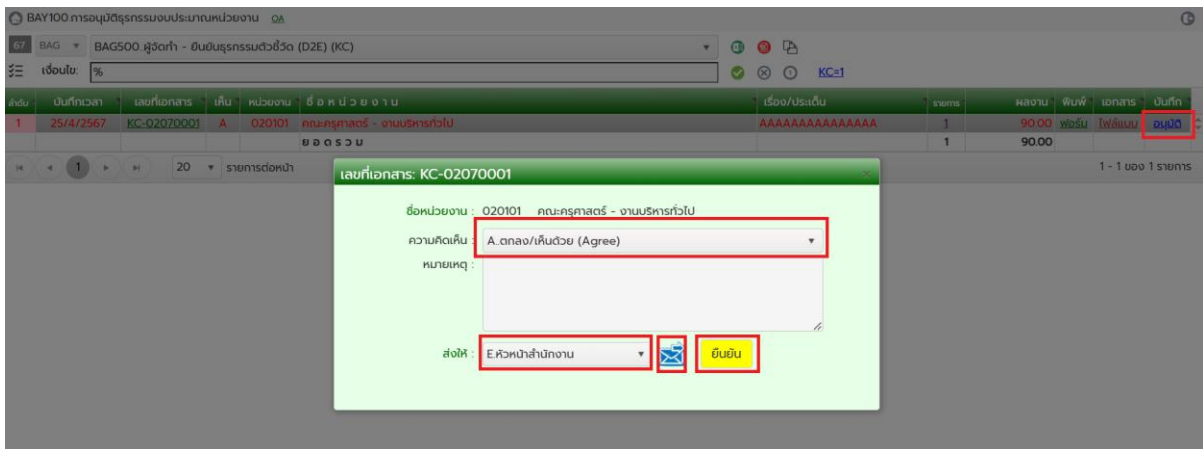 BAY100.การอนุมัติธุรกรรมงบประมาณหน่วยงาน QA
67 BAG BAG500..ผู้จัดทำ - ยืนยันธุรกรรมตัวชี้วัด (D2E) (KC)
เงื่อนไข: % KC=1
ลำดับ บันทึกเวลา เลขที่เอกสาร เห็น หน่วยงาน ชื่อหน่วยงาน เรื่อง/ประเด็น รายการ ผลงาน พิมพ์ เอกสาร บันทึก
1 25/4/2567 KC-02070001 A 020101 คณะครุศาสตร์ - งานบริหารทั่วไป AAAAAAAAAAAAAAA 1 90.00 ฟอร์ม ไฟล์แนบ อนุมัติ
ยอดรวม 1 90.00
1 20 รายการต่อหน้า 1 - 1 ของ 1 รายการ
เลขที่เอกสาร: KC-02070001
ชื่อหน่วยงาน : 020101 คณะครุศาสตร์ - งานบริหารทั่วไป
ความคิดเห็น : A..ตกลง/เห็นด้วย (Agree)
หมายเหตุ :
ส่งให้ : E.หัวหน้าสำนักงาน ยืนยัน